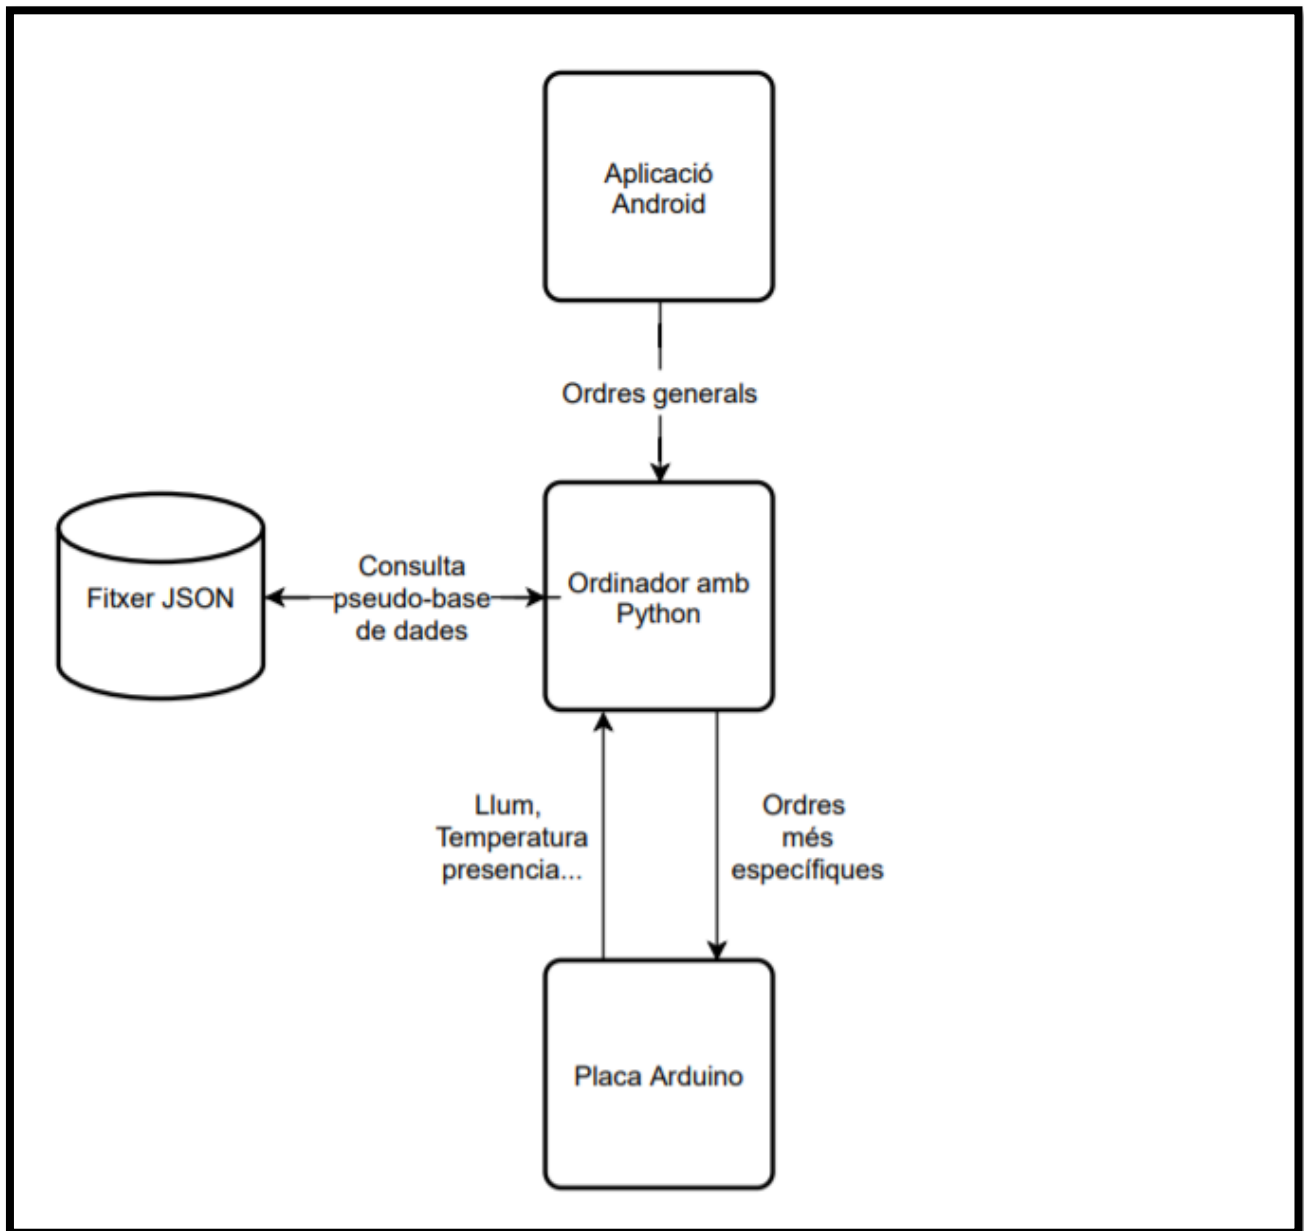 Aplicació
Android
Ordres generals
Fitxer JSON
Consulta
pseudo-base
de dades
Ordinador amb
Python
Llum,
Temperatura
presencia...
Ordres
més
específiques
Placa Arduino